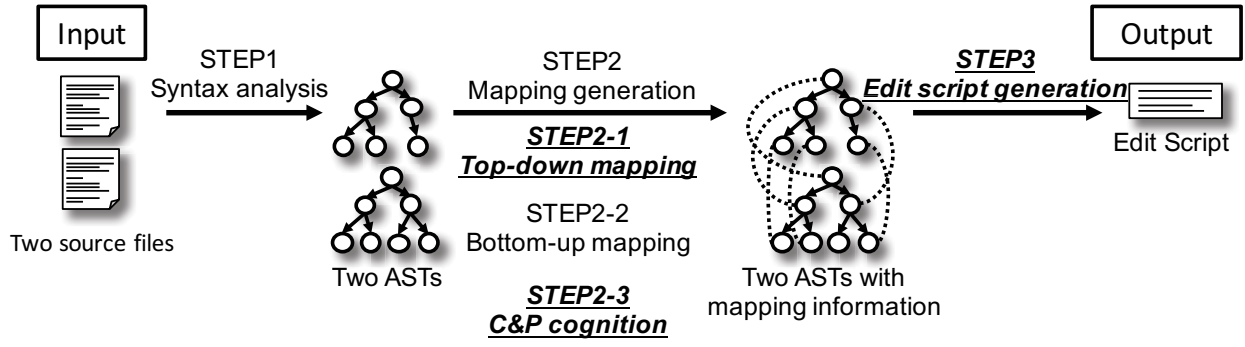 Input
Two source files
STEP1
Syntax analysis
Two ASTs
STEP2
Mapping generation
STEP2-1
Top-down mapping
STEP2-2
Bottom-up mapping
STEP2-3
C&P cognition
Two ASTs with
mapping information
STEP3
Edit script generation
Output
Edit Script